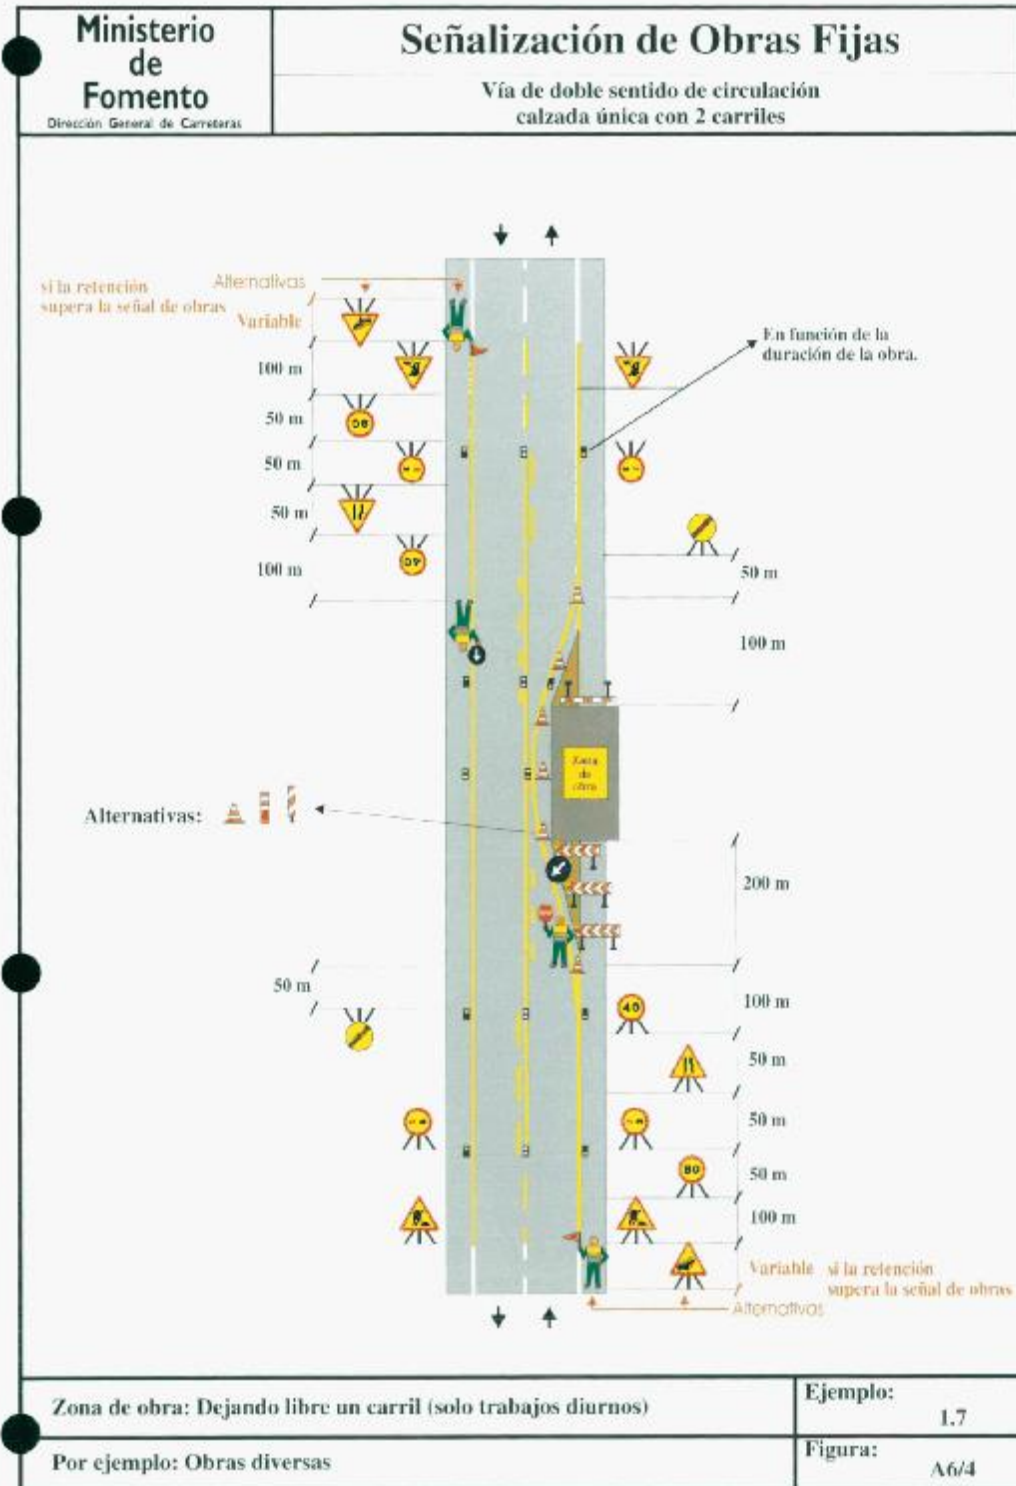 Ministerio
de
Fomento
Dirección General de Carreteras
Señalización de Obras Fijas
Vía de doble sentido de circulación
calzada única con 2 carriles
si la retención
supera la señal de obras
Alternativas
Variable
100 m
50 m
50 m
50 m
100 m
En función de la
duración de la obra.
80
40
50 m
100 m
Zona
de
obra
Alternativas:
200 m
50 m
100 m
40
50 m
50 m
80
50 m
100 m
Variable si la retención
supera la señal de obras
Alternativas
Zona de obra: Dejando libre un carril (solo trabajos diurnos)
Ejemplo:
1.7
Por ejemplo: Obras diversas
Figura:
A6/4